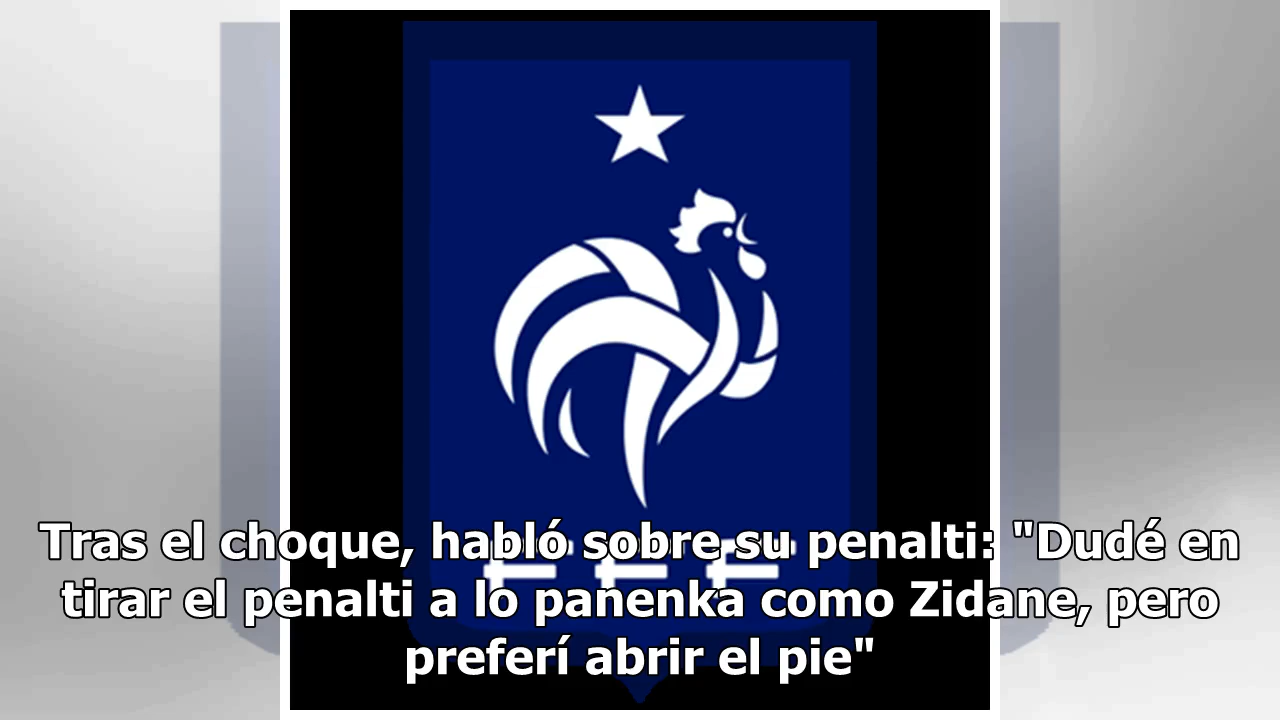 Tras el choque, habló sobre su penalti: "Dudé en
tirar el penalti a lo panenka como Zidane, pero
preferí abrir el pie"
FFF